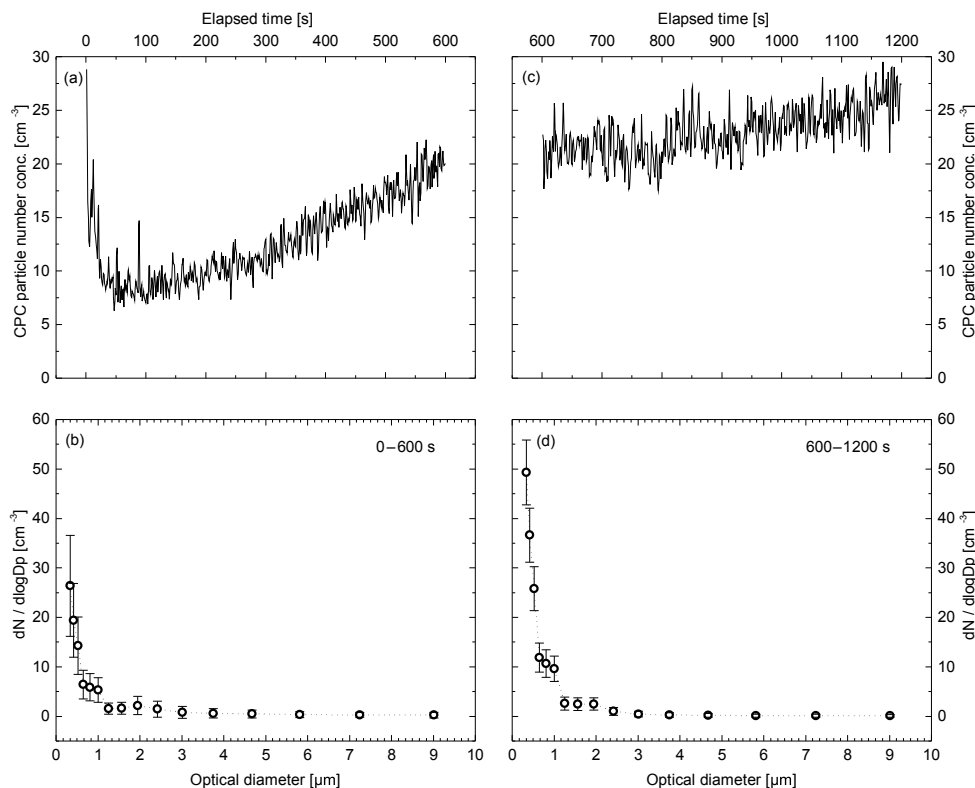 Elapsed time [s]
0 100 200 300 400 500 600
30
25
20
15
10
5
0
CPC particle number conc. [cm⁻³]
(a)
Elapsed time [s]
600 700 800 900 1000 1100 1200
(c)
30
25
20
15
10
5
0
CPC particle number conc. [cm⁻³]
60
50
40
30
20
10
0
dN / dlogDp [cm⁻³]
(b)
0–600 s
0 1 2 3 4 5 6 7 8 9 10
Optical diameter [µm]
(d)
600–1200 s
60
50
40
30
20
10
0
dN / dlogDp [cm⁻³]
0 1 2 3 4 5 6 7 8 9 10
Optical diameter [µm]